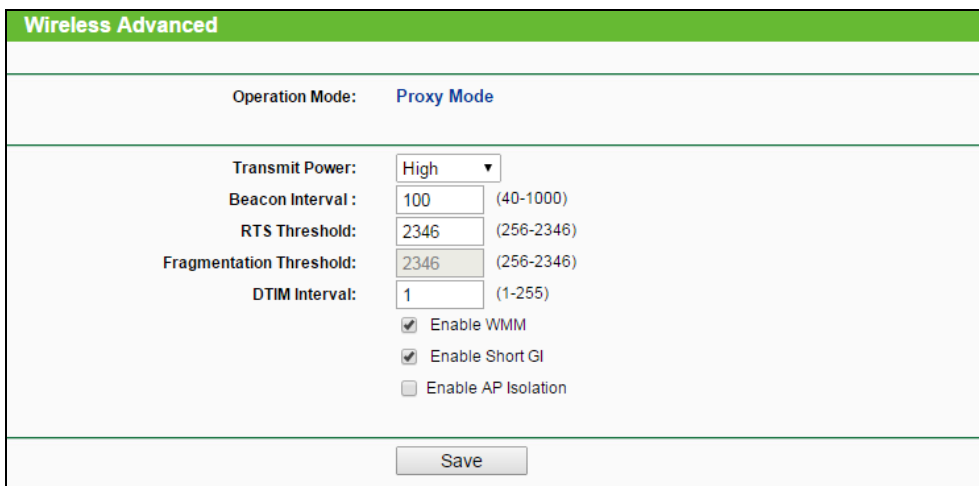 Wireless Advanced
Operation Mode: Proxy Mode
Transmit Power: High
Beacon Interval : 100 (40-1000)
RTS Threshold: 2346 (256-2346)
Fragmentation Threshold: 2346 (256-2346)
DTIM Interval: 1 (1-255)
Enable WMM
Enable Short GI
Enable AP Isolation
Save